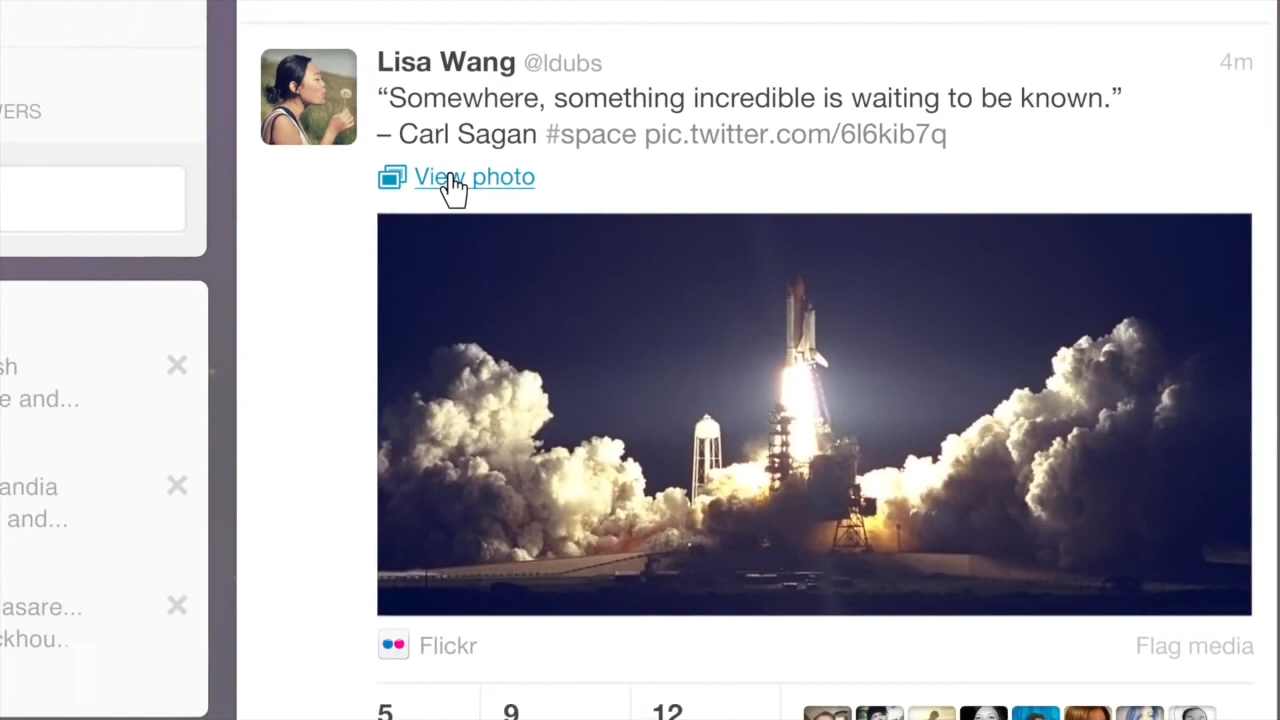 Lisa Wang @ldubs 4m
“Somewhere, something incredible is waiting to be known.”
– Carl Sagan #space pic.twitter.com/6l6kib7q
View photo
Flickr Flag media
5 9 12
WERS
sh
e and...
andia
and...
asare...
ckhou..